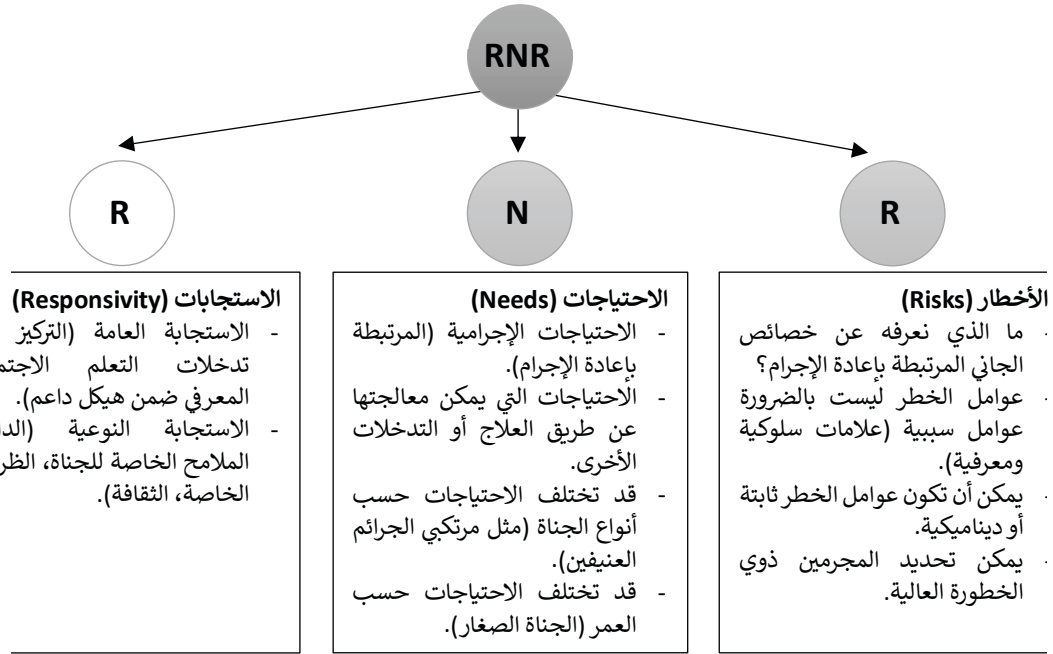 RNR
R
N
R
الأخطار (Risks)
- ما الذي نعرفه عن خصائص
الجاني المرتبطة بإعادة الإجرام؟
- عوامل الخطر ليست بالضرورة
عوامل سببية (علامات سلوكية
ومعرفية).
- يمكن أن تكون عوامل الخطر ثابتة
أو ديناميكية.
- يمكن تحديد المجرمين ذوي
الخطورة العالية.
الاحتياجات (Needs)
- الاحتياجات الإجرامية (المرتبطة
بإعادة الإجرام).
- الاحتياجات التي يمكن معالجتها
عن طريق العلاج أو التدخلات
الأخرى.
- قد تختلف الاحتياجات حسب
أنواع الجناة (مثل مرتكبي الجرائم
العنيفين).
- قد تختلف الاحتياجات حسب
العمر (الجناة الصغار).
الاستجابات (Responsivity)
- الاستجابة العامة (التركيز
تدخلات التعلم
المعرفي ضمن هيكل داعم).
- الاستجابة النوعية
الملامح الخاصة للجناة،
الخاصة، الثقافة).